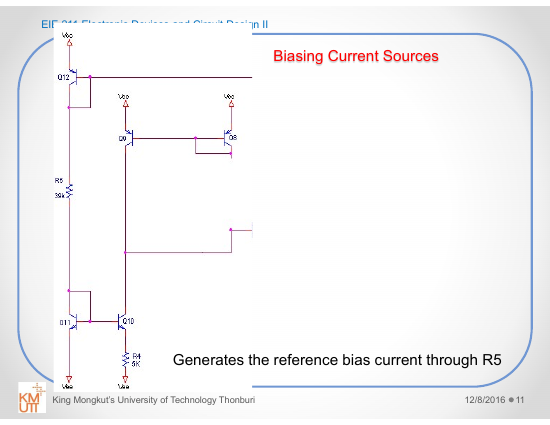 EIE 211 Electronic Devices and Circuit Design II
Biasing Current Sources
Vcc
Q12
Vcc
Vcc
Q9
Q8
R5
39k
Q11
Q10
R4
5K
Vee
Vee
Generates the reference bias current through R5
KM
UTT
King Mongkut's University of Technology Thonburi
12/8/2016
11